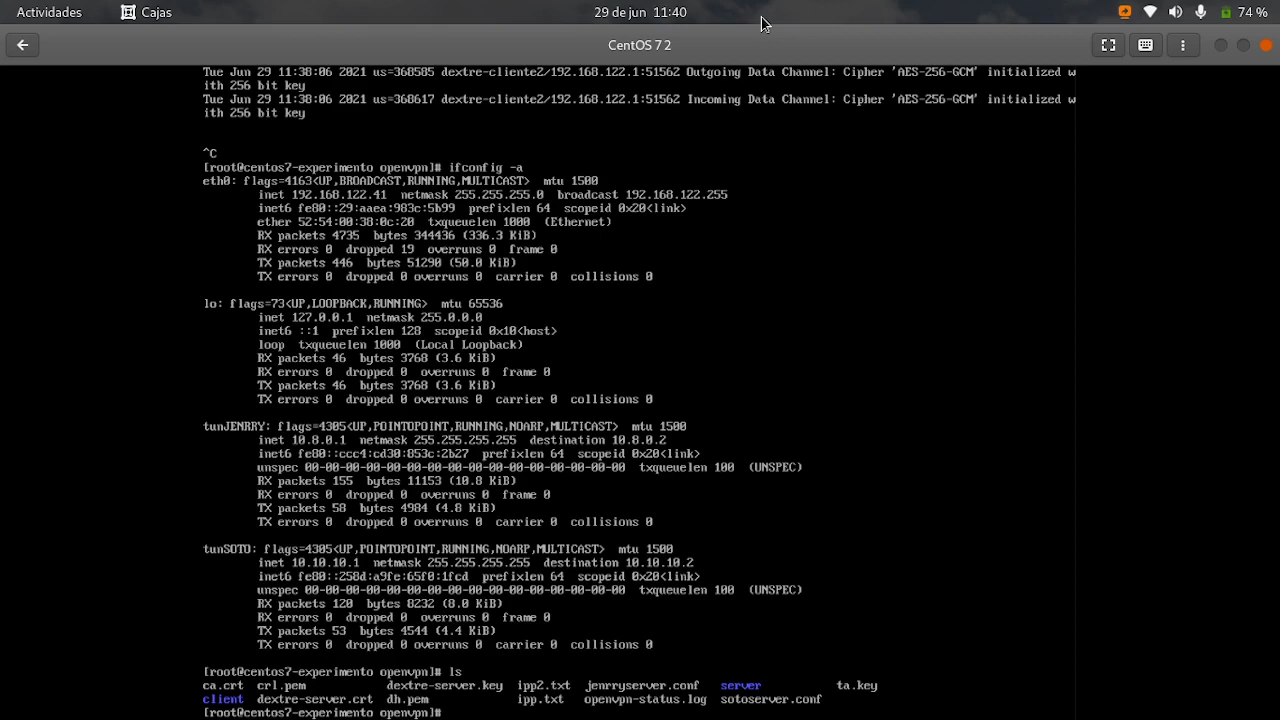 Actividades Cajas 29 de jun 11:40 74 %
CentOS 7 2
Tue Jun 29 11:38:06 2021 us=368585 dextre-cliente2/192.168.122.1:51562 Outgoing Data Channel: Cipher 'AES-256-GCM' initialized w
ith 256 bit key
Tue Jun 29 11:38:06 2021 us=368617 dextre-cliente2/192.168.122.1:51562 Incoming Data Channel: Cipher 'AES-256-GCM' initialized w
ith 256 bit key
^C
[root@centos7-experimento openvpn]# ifconfig -a
eth0: flags=4163<UP,BROADCAST,RUNNING,MULTICAST>  mtu 1500
        inet 192.168.122.41  netmask 255.255.255.0  broadcast 192.168.122.255
        inet6 fe80::29:aaea:983c:5b99  prefixlen 64  scopeid 0x20<link>
        ether 52:54:00:38:0c:20  txqueuelen 1000  (Ethernet)
        RX packets 4735  bytes 344436 (336.3 KiB)
        RX errors 0  dropped 19  overruns 0  frame 0
        TX packets 446  bytes 51290 (50.0 KiB)
        TX errors 0  dropped 0 overruns 0  carrier 0  collisions 0
lo: flags=73<UP,LOOPBACK,RUNNING>  mtu 65536
        inet 127.0.0.1  netmask 255.0.0.0
        inet6 ::1  prefixlen 128  scopeid 0x10<host>
        loop  txqueuelen 1000  (Local Loopback)
        RX packets 46  bytes 3768 (3.6 KiB)
        RX errors 0  dropped 0  overruns 0  frame 0
        TX packets 46  bytes 3768 (3.6 KiB)
        TX errors 0  dropped 0 overruns 0  carrier 0  collisions 0
tunJENRRY: flags=4305<UP,POINTOPOINT,RUNNING,NOARP,MULTICAST>  mtu 1500
        inet 10.8.0.1  netmask 255.255.255.255  destination 10.8.0.2
        inet6 fe80::ccc4:cd30:853c:2b27  prefixlen 64  scopeid 0x20<link>
        unspec 00-00-00-00-00-00-00-00-00-00-00-00-00-00-00-00  txqueuelen 100  (UNSPEC)
        RX packets 155  bytes 11153 (10.8 KiB)
        RX errors 0  dropped 0  overruns 0  frame 0
        TX packets 58  bytes 4984 (4.8 KiB)
        TX errors 0  dropped 0 overruns 0  carrier 0  collisions 0
tunSOTO: flags=4305<UP,POINTOPOINT,RUNNING,NOARP,MULTICAST>  mtu 1500
        inet 10.10.10.1  netmask 255.255.255.255  destination 10.10.10.2
        inet6 fe80::258d:a9fe:65f0:1fcd  prefixlen 64  scopeid 0x20<link>
        unspec 00-00-00-00-00-00-00-00-00-00-00-00-00-00-00-00  txqueuelen 100  (UNSPEC)
        RX packets 120  bytes 8232 (8.0 KiB)
        RX errors 0  dropped 0  overruns 0  frame 0
        TX packets 53  bytes 4544 (4.4 KiB)
        TX errors 0  dropped 0 overruns 0  carrier 0  collisions 0
[root@centos7-experimento openvpn]# ls
ca.crt  crl.pem            dextre-server.key  ipp2.txt  jenrryserver.conf   server          ta.key
client  dextre-server.crt  dh.pem             ipp.txt   openvpn-status.log  sotoserver.conf
[root@centos7-experimento openvpn]#